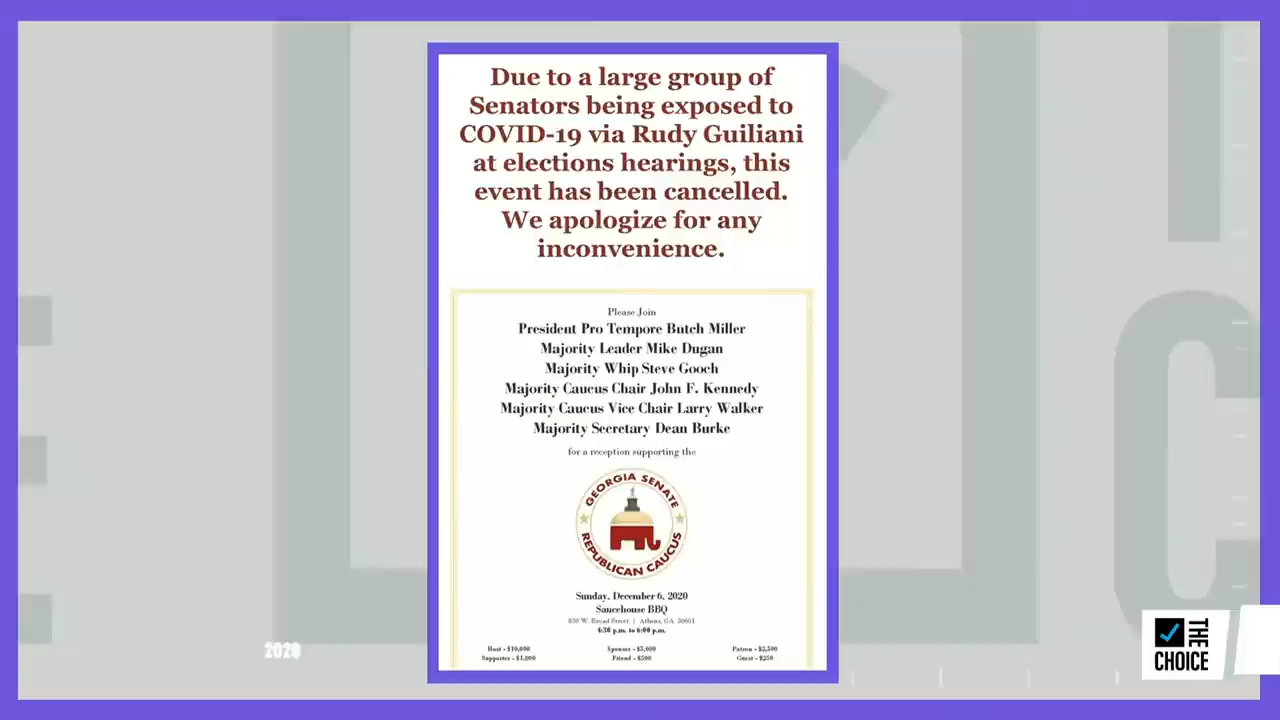 Due to a large group of
Senators being exposed to
COVID-19 via Rudy Guiliani
at elections hearings, this
event has been cancelled.
We apologize for any
inconvenience.
Please Join
President Pro Tempore Butch Miller
Majority Leader Mike Dugan
Majority Whip Steve Gooch
Majority Caucus Chair John F. Kennedy
Majority Caucus Vice Chair Larry Walker
Majority Secretary Dean Burke
for a reception supporting the
GEORGIA SENATE
REPUBLICAN CAUCUS
Sunday, December 6, 2020
Saucehouse BBQ
830 W. Broad Street | Athens, GA 30601
4:30 p.m. to 6:00 p.m.
Host - $10,000 Sponsor - $5,000 Patron - $2,500
Supporter - $1,000 Friend - $500 Guest - $250
2020
THE
CHOICE